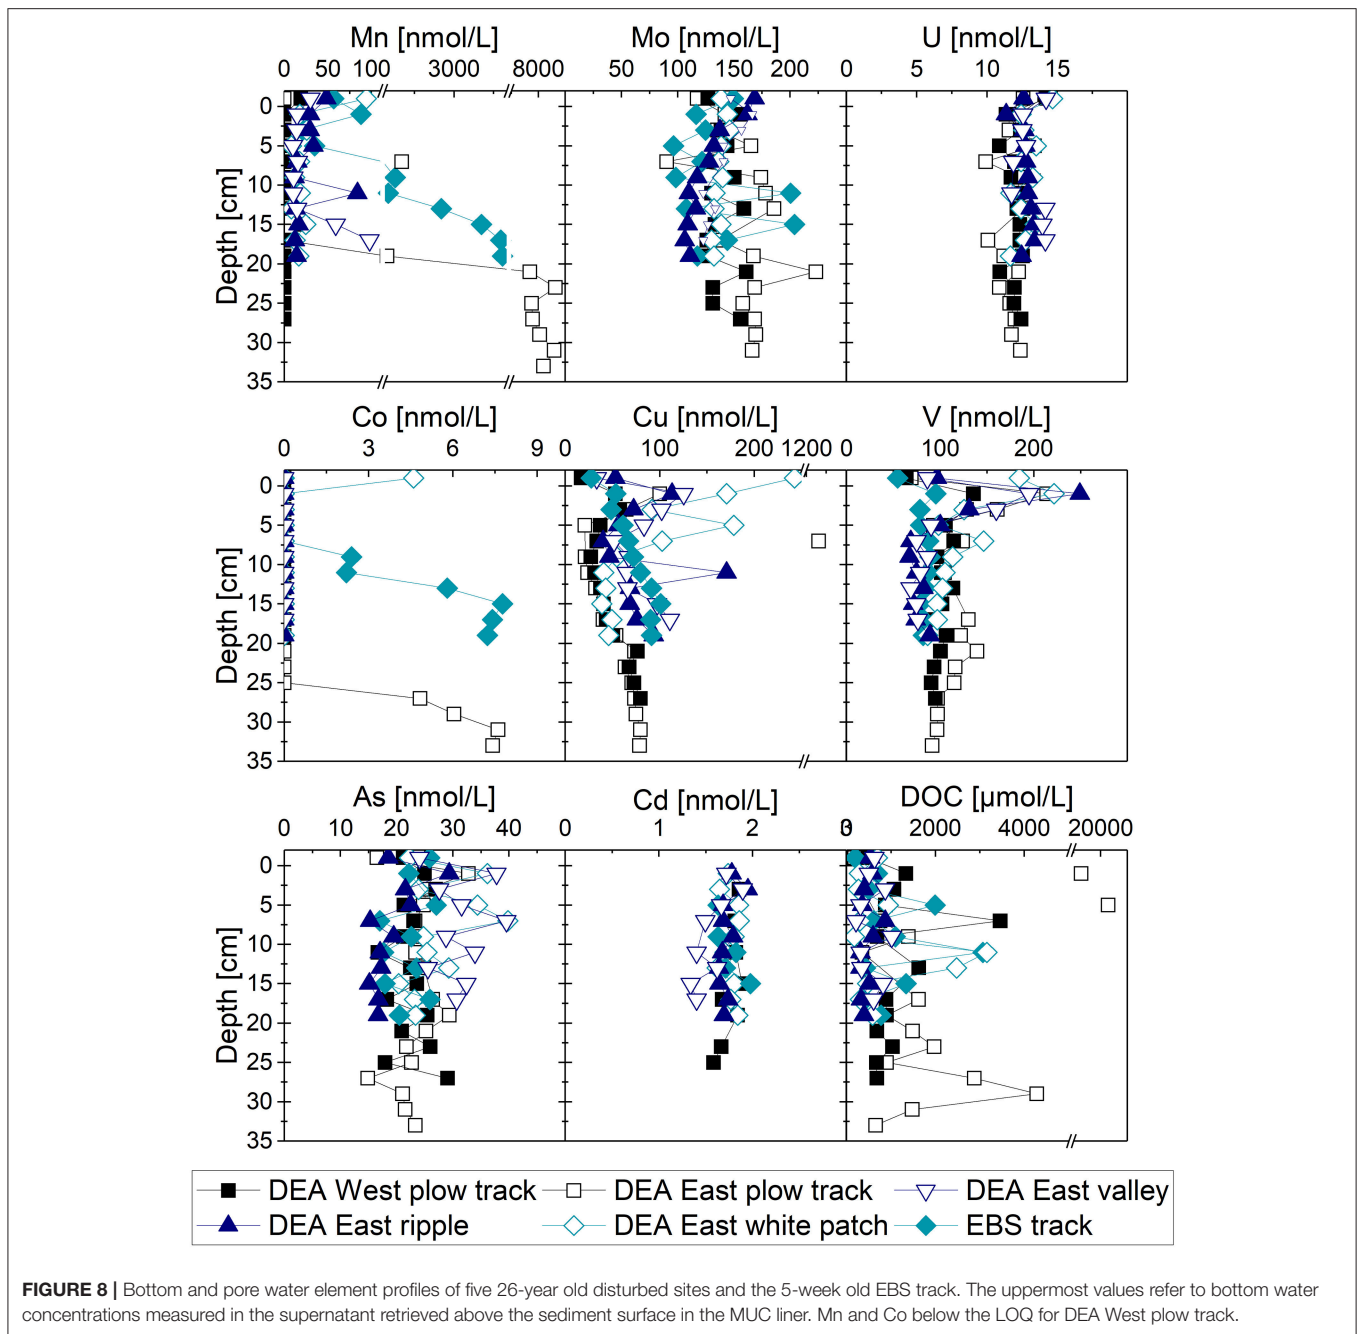 Mn [nmol/L] Mo [nmol/L] U [nmol/L]
0 50 100 3000 8000 50 100 150 200 0 5 10 15
0
5
10
15
20
25
30
35
Depth [cm]
Co [nmol/L] Cu [nmol/L] V [nmol/L]
0 3 6 9 0 100 200 1200 0 100 200
0
5
10
15
20
25
30
35
Depth [cm]
As [nmol/L] Cd [nmol/L] DOC [µmol/L]
0 10 20 30 40 0 1 2 3 0 2000 4000 20000
0
5
10
15
20
25
30
35
Depth [cm]
DEA West plow track DEA East plow track DEA East valley
DEA East ripple DEA East white patch EBS track
FIGURE 8 | Bottom and pore water element profiles of five 26-year old disturbed sites and the 5-week old EBS track. The uppermost values refer to bottom water
concentrations measured in the supernatant retrieved above the sediment surface in the MUC liner. Mn and Co below the LOQ for DEA West plow track.